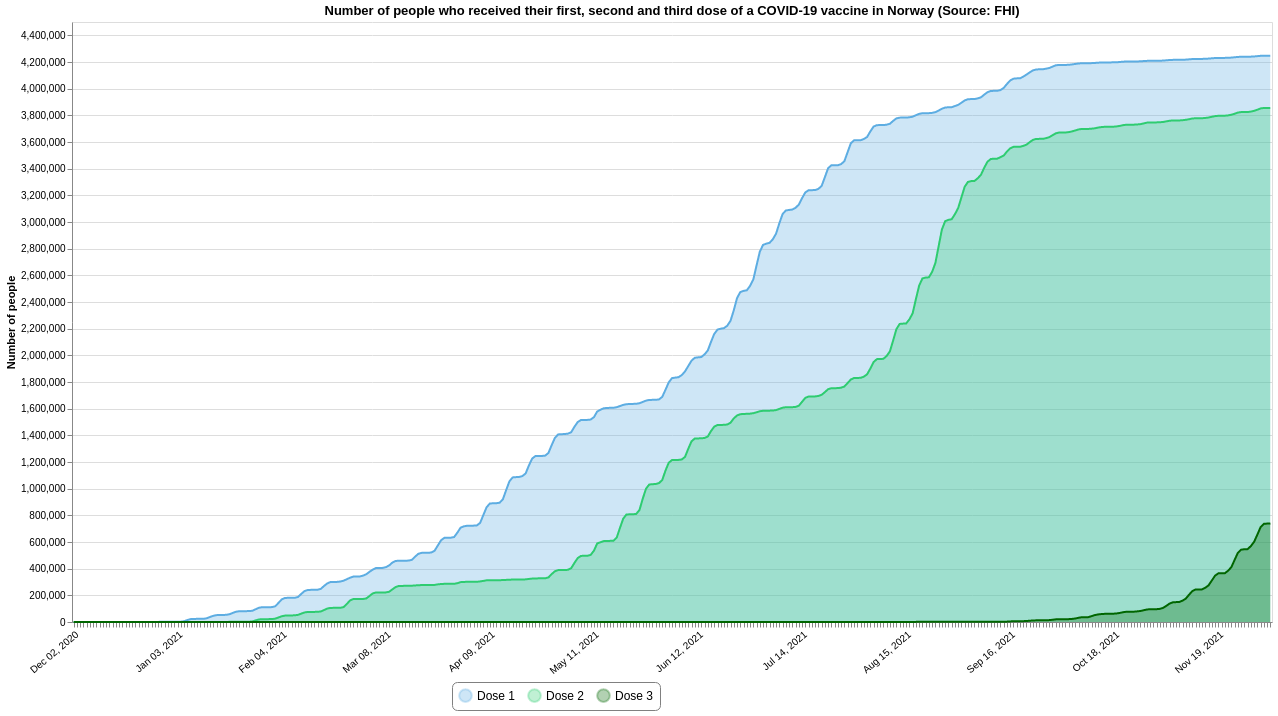 Number of people who received their first, second and third dose of a COVID-19 vaccine in Norway (Source: FHI)
Number of people
4,400,000
4,200,000
4,000,000
3,800,000
3,600,000
3,400,000
3,200,000
3,000,000
2,800,000
2,600,000
2,400,000
2,200,000
2,000,000
1,800,000
1,600,000
1,400,000
1,200,000
1,000,000
800,000
600,000
400,000
200,000
0
Dec 02, 2020
Jan 03, 2021
Feb 04, 2021
Mar 08, 2021
Apr 09, 2021
May 11, 2021
Jun 12, 2021
Jul 14, 2021
Aug 15, 2021
Sep 16, 2021
Oct 18, 2021
Nov 19, 2021
Dose 1
Dose 2
Dose 3